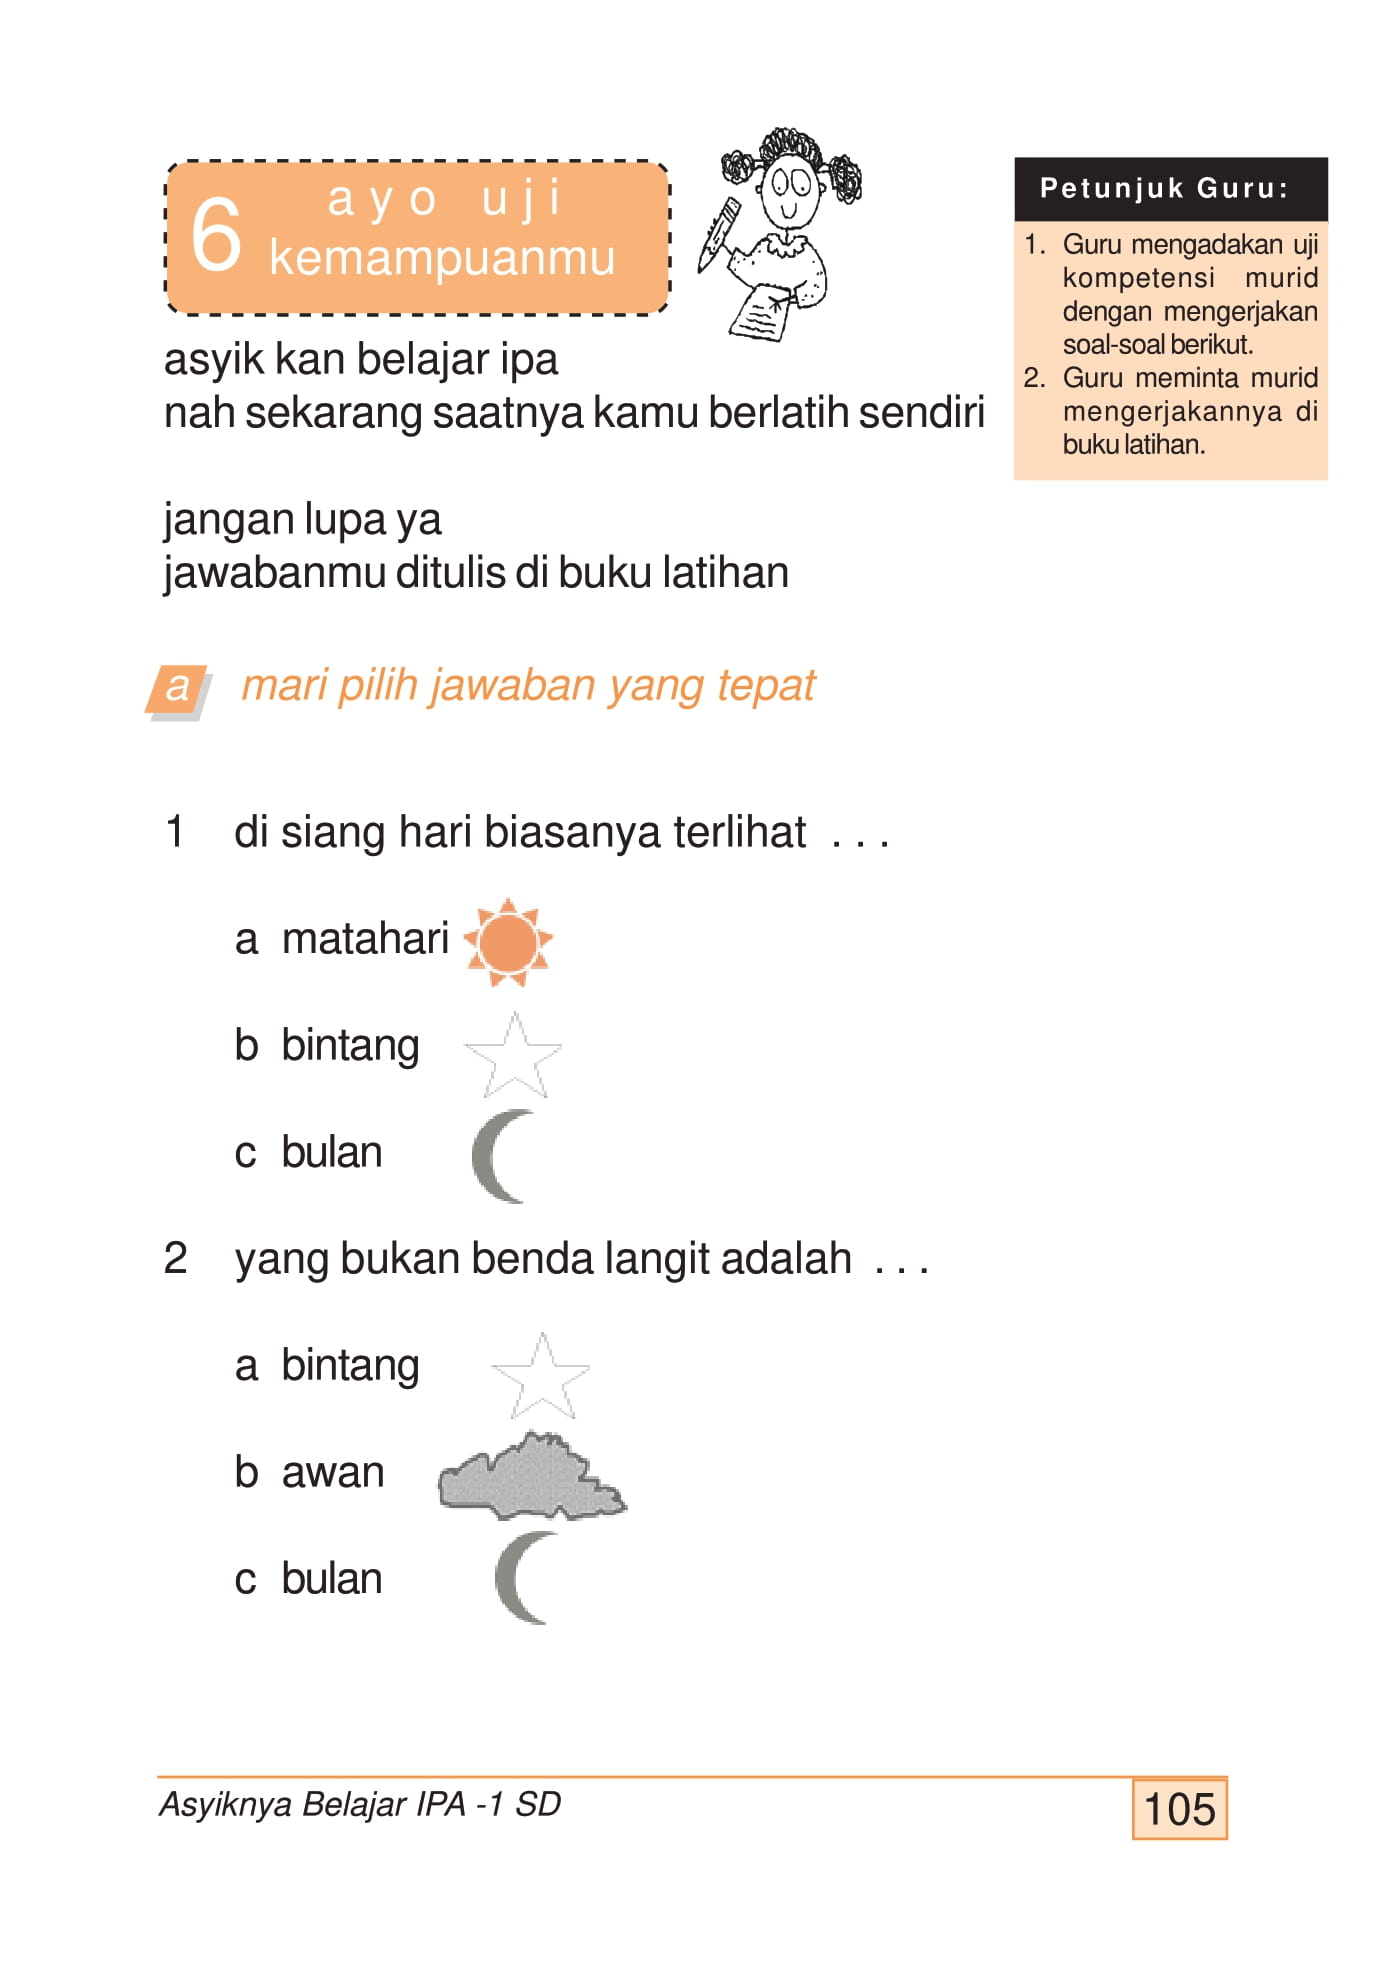 6
ayo uji
kemampuanmu
Petunjuk Guru:
1. Guru mengadakan uji
kompetensi murid
dengan mengerjakan
soal-soal berikut.
2. Guru meminta murid
mengerjakannya di
buku latihan.
asyik kan belajar ipa
nah sekarang saatnya kamu berlatih sendiri
jangan lupa ya
jawabanmu ditulis di buku latihan
a mari pilih jawaban yang tepat
1 di siang hari biasanya terlihat . . .
a matahari
b bintang
c bulan
2 yang bukan benda langit adalah . . .
a bintang
b awan
c bulan
Asyiknya Belajar IPA -1 SD
105